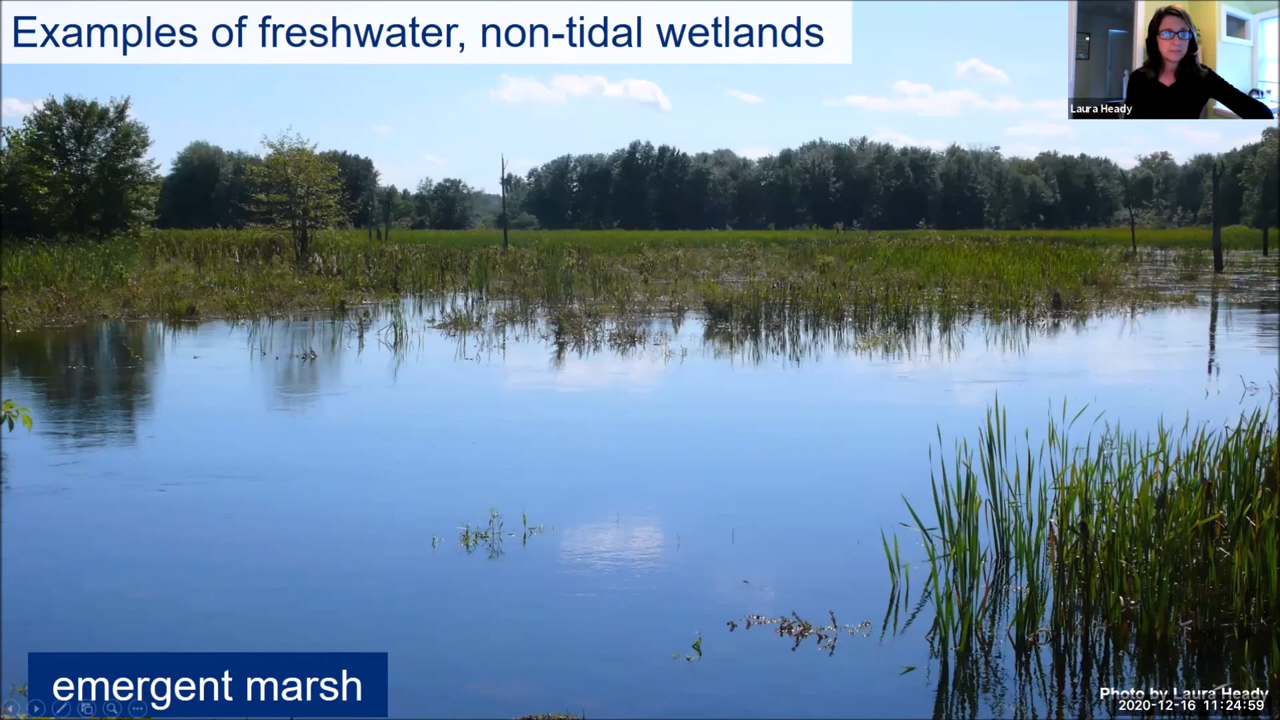 Examples of freshwater, non-tidal wetlands
Laura Heady
emergent marsh
Photo by Laura Heady
2020-12-16 11:24:59